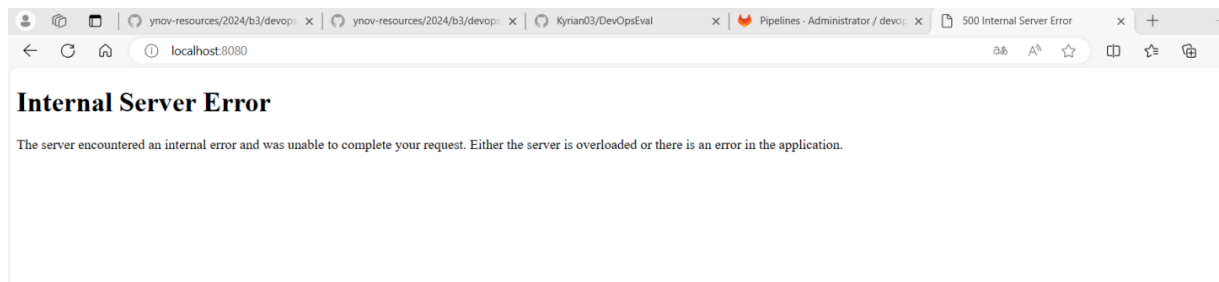 ynov-resources/2024/b3/devops
ynov-resources/2024/b3/devops
Kyrian03/DevOpsEval
Pipelines - Administrator / devop
500 Internal Server Error
localhost:8080
Internal Server Error
The server encountered an internal error and was unable to complete your request. Either the server is overloaded or there is an error in the application.